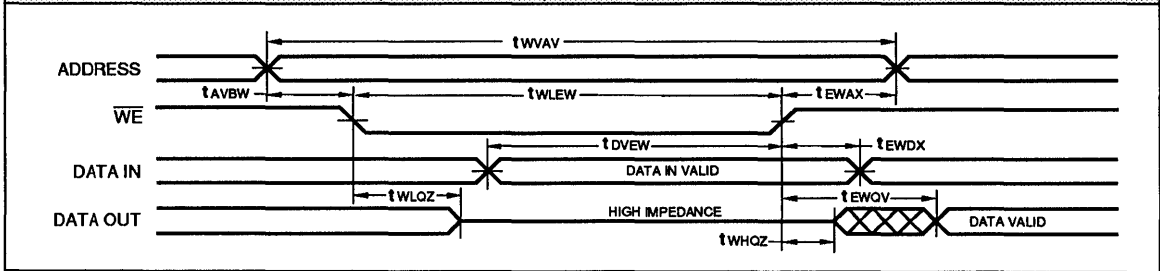 tWVAV
ADDRESS
tAVBW tWLEW tEWAX
WE
tDVEW tEWDX
DATA IN DATA IN VALID
tWLQZ tEWQV
DATA OUT HIGH IMPEDANCE DATA VALID
tWHQZ